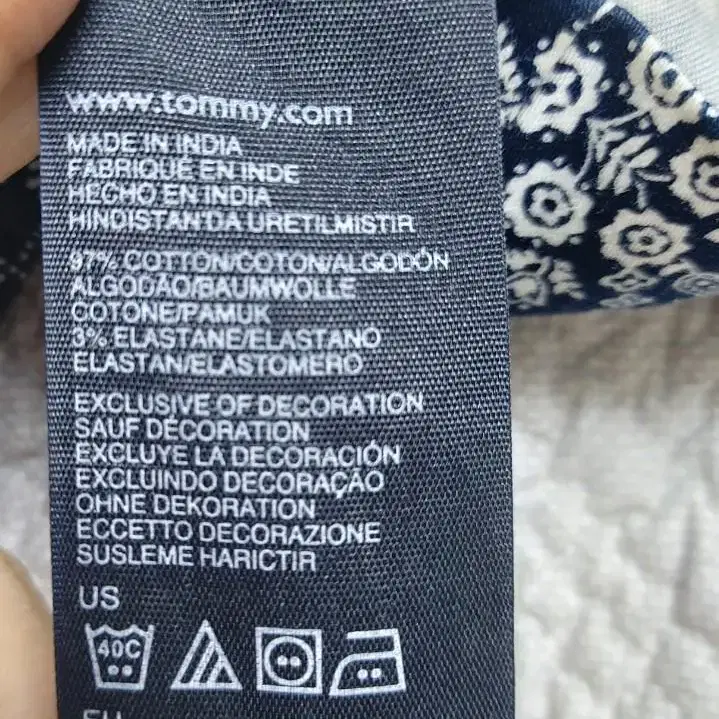 www.tommy.com
MADE IN INDIA
FABRIQUÉ EN INDE
HECHO EN INDIA
HINDISTAN'DA URETILMISTIR
97% COTTON/COTON/ALGODÓN
ALGODÃO/BAUMWOLLE
COTONE/PAMUK
3% ELASTANE/ELASTANO
ELASTAN/ELASTOMERO
EXCLUSIVE OF DECORATION
SAUF DÉCORATION
EXCLUYE LA DECORACIÓN
EXCLUINDO DECORAÇÃO
OHNE DEKORATION
ECCETTO DECORAZIONE
SUSLEME HARICTIR
US
40C
EU